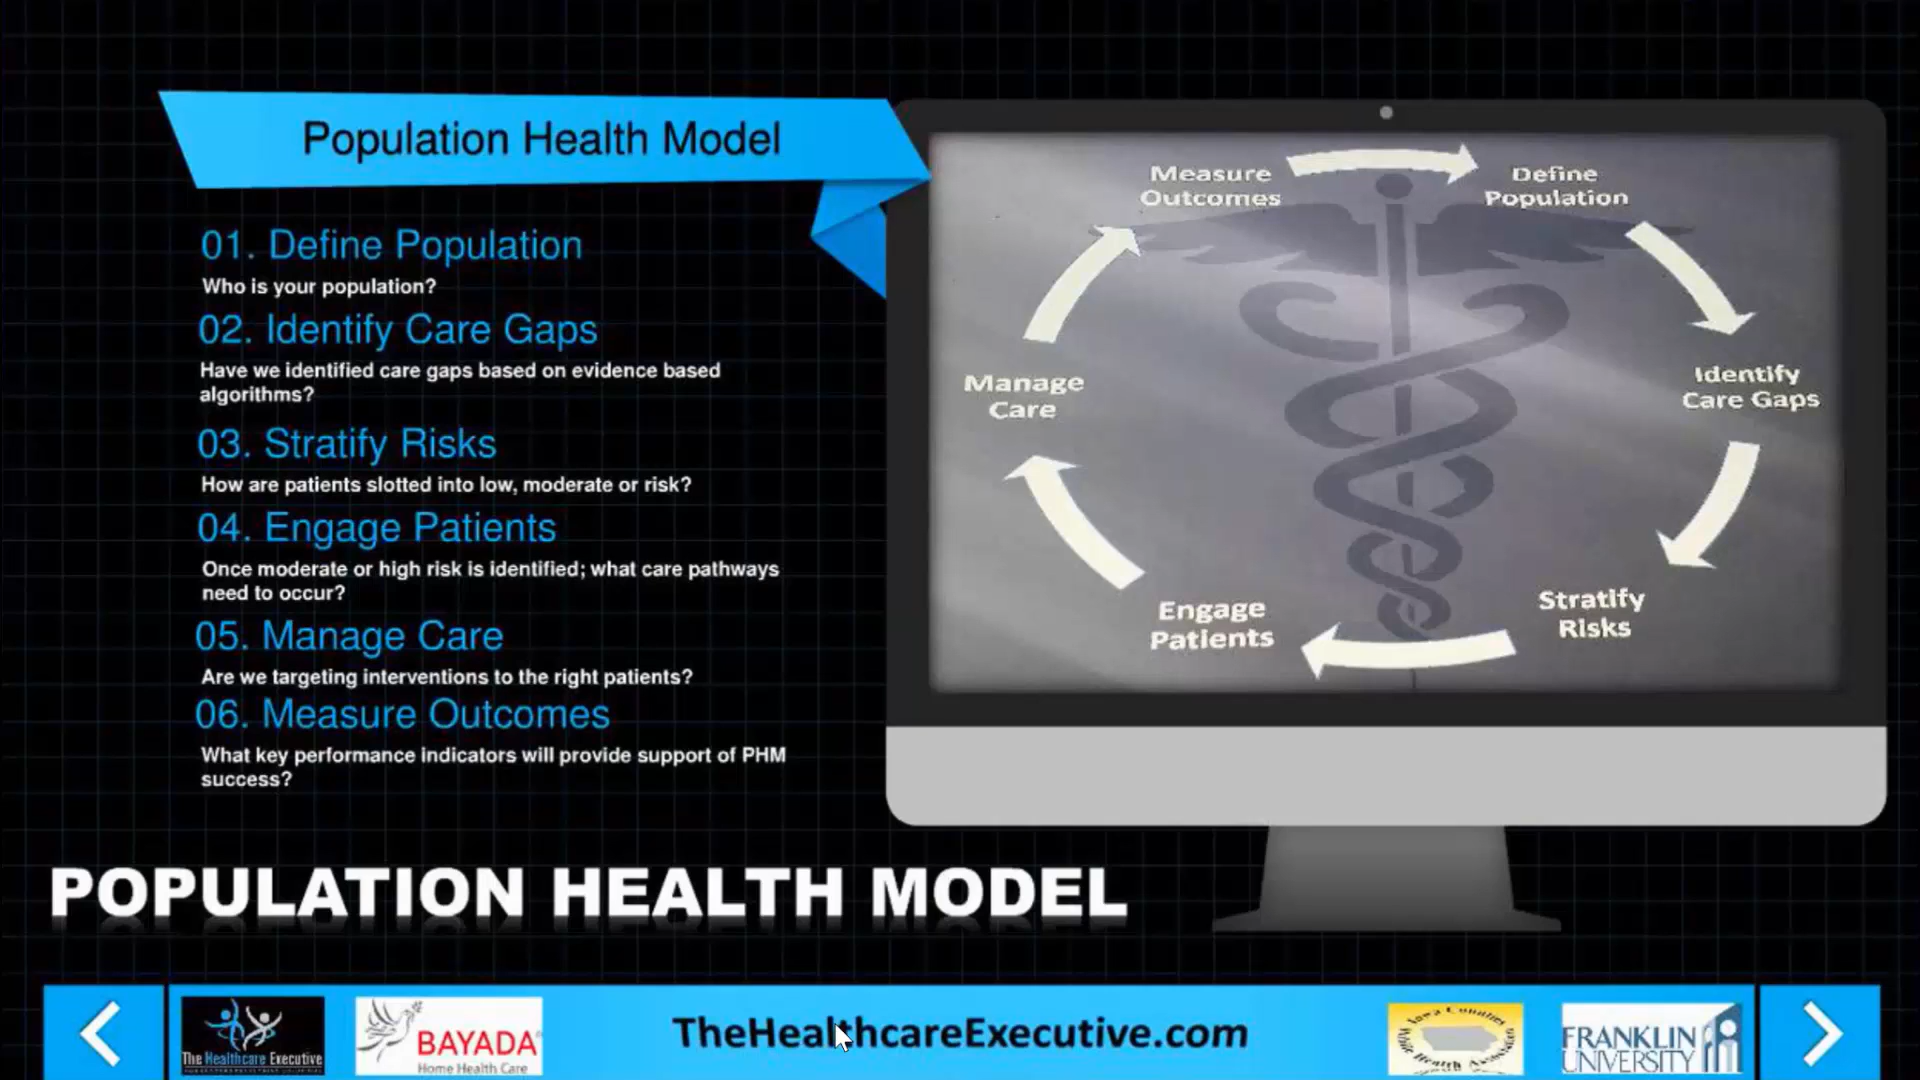 Population Health Model
01. Define Population
Who is your population?
02. Identify Care Gaps
Have we identified care gaps based on evidence based
algorithms?
03. Stratify Risks
How are patients slotted into low, moderate or risk?
04. Engage Patients
Once moderate or high risk is identified; what care pathways
need to occur?
05. Manage Care
Are we targeting interventions to the right patients?
06. Measure Outcomes
What key performance indicators will provide support of PHM
success?
Measure
Outcomes
Define
Population
Identify
Care Gaps
Stratify
Risks
Engage
Patients
Manage
Care
POPULATION HEALTH MODEL
The Healthcare Executive
BAYADA
Home Health Care
TheHealthcareExecutive.com
Iowa Counties
Public Health Association
FRANKLIN
UNIVERSITY